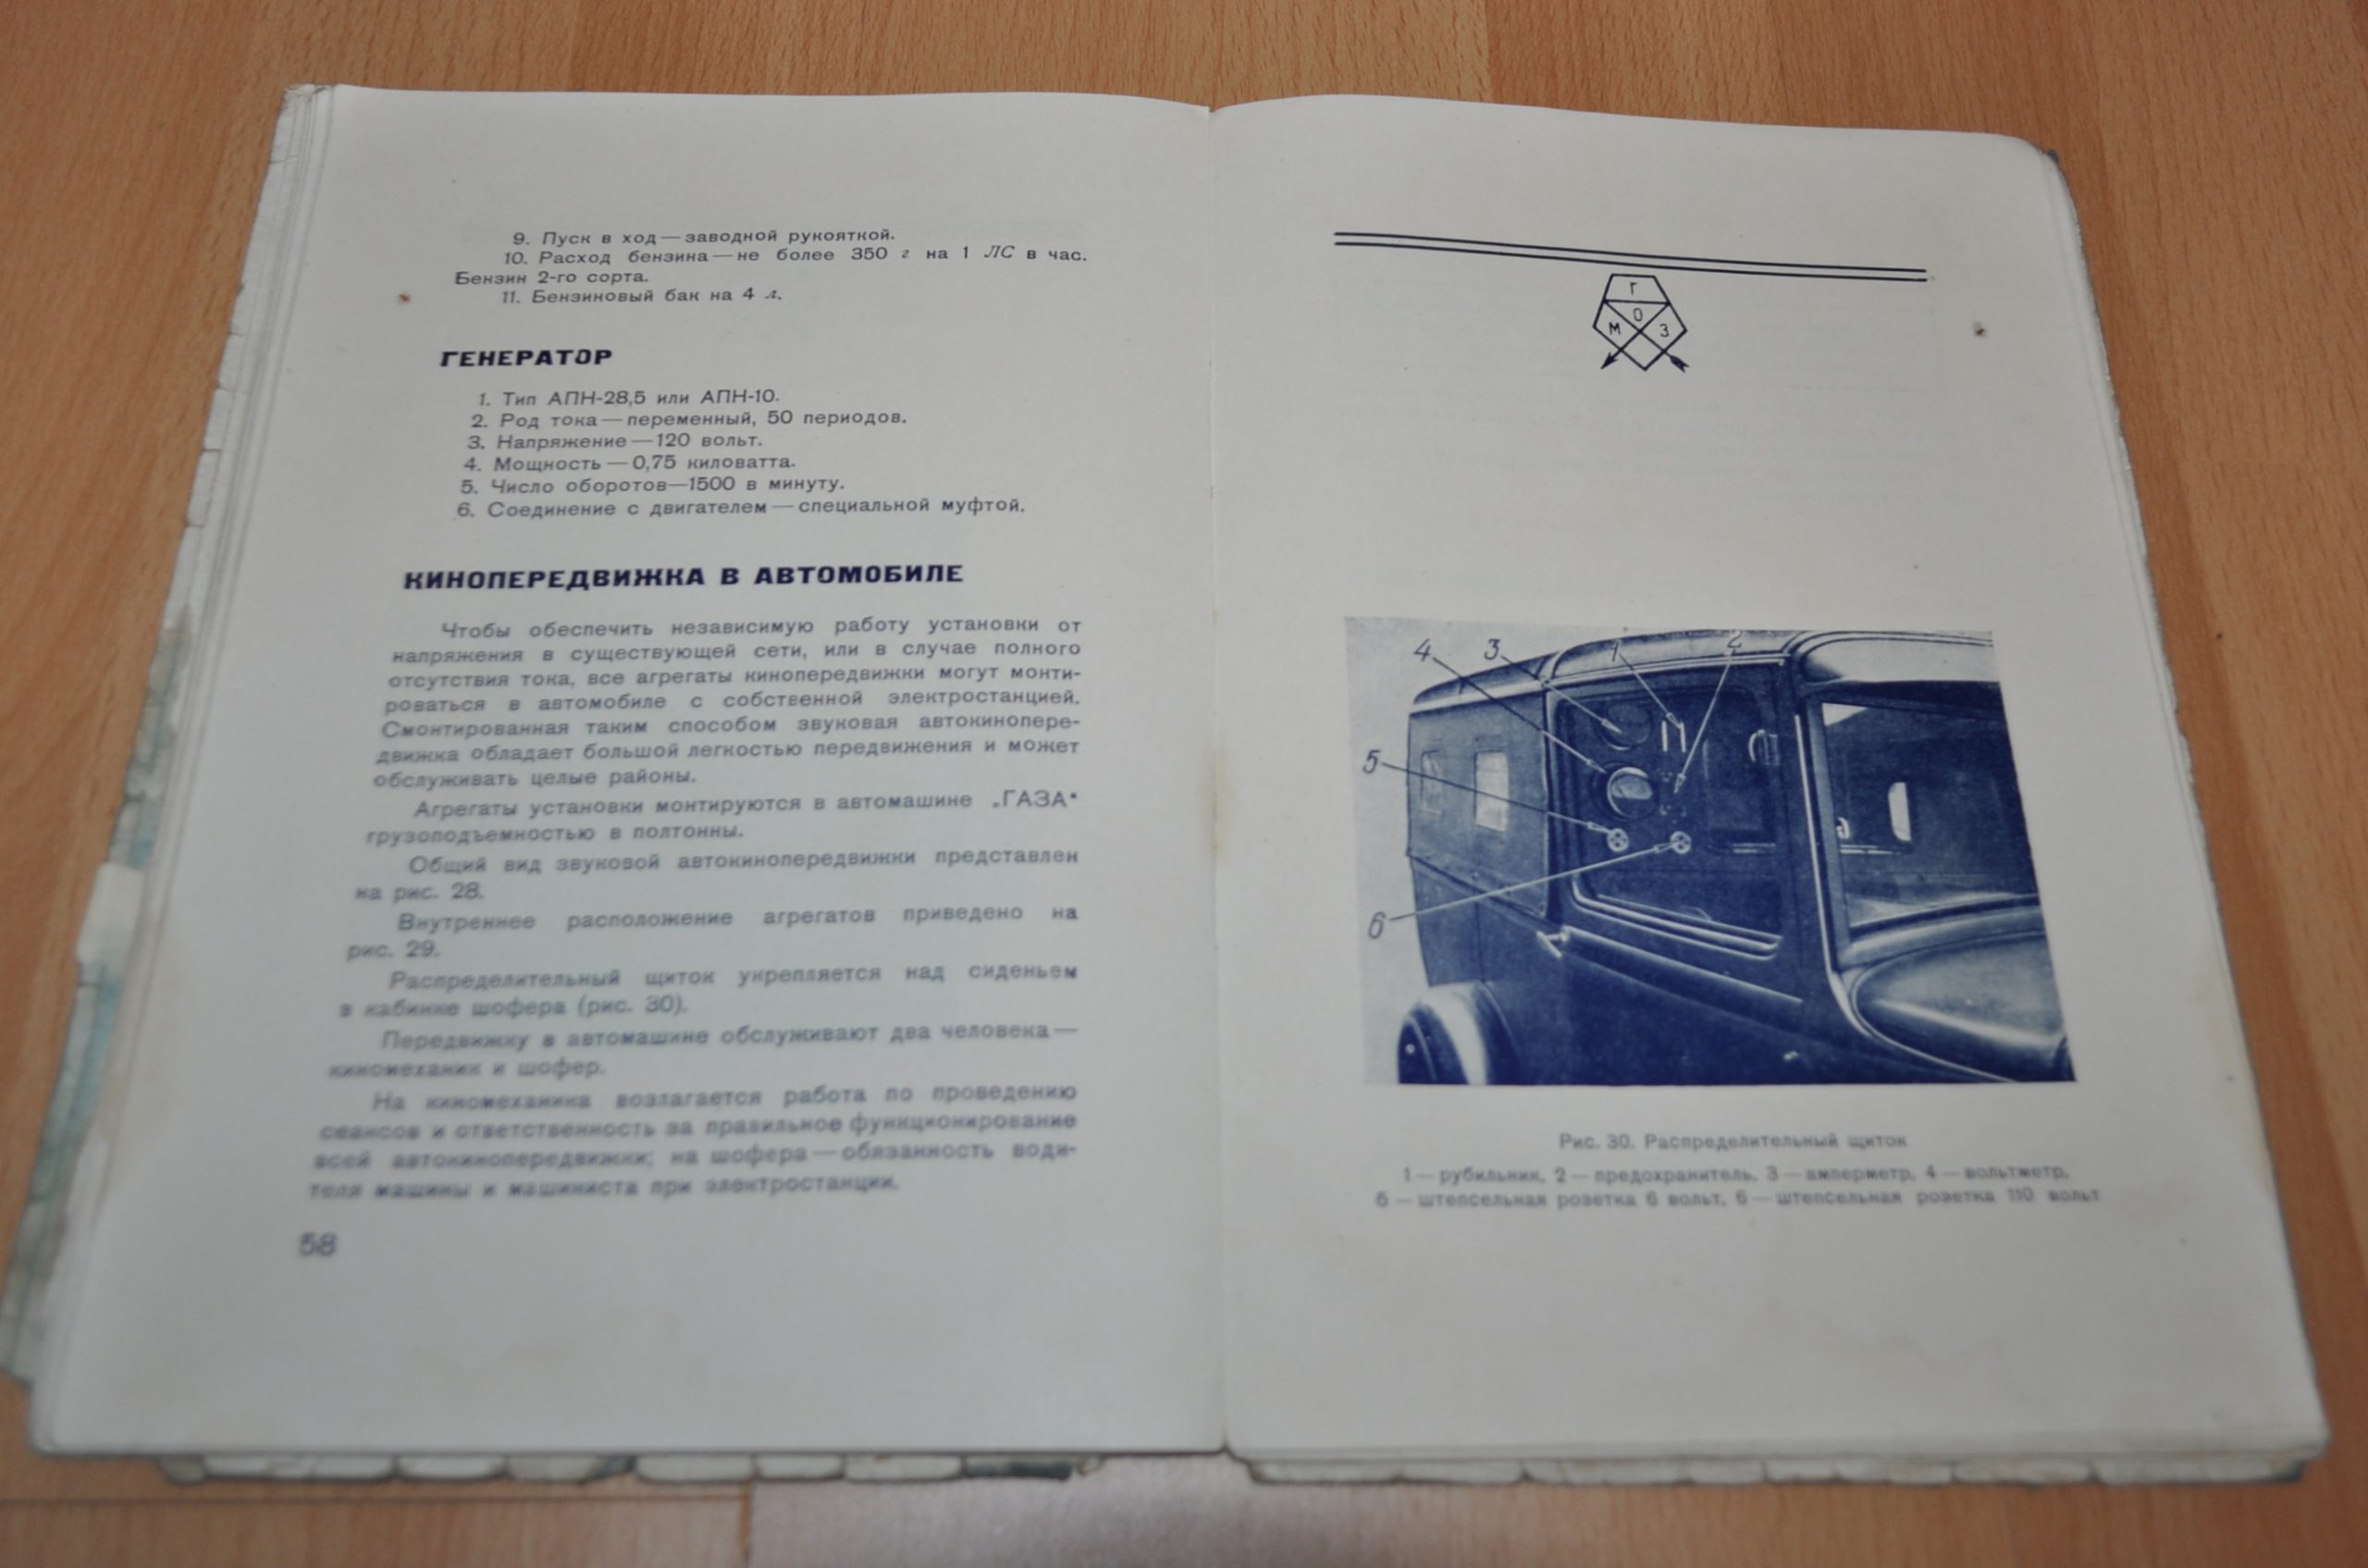 9. Пуск в ход — заводной рукояткой.
10. Расход бензина — не более 350 г на 1 ЛС в час.
Бензин 2-го сорта.
11. Бензиновый бак на 4 л.
ГЕНЕРАТОР
1. Тип АПН-28,5 или АПН-10.
2. Род тока — переменный, 50 периодов.
3. Напряжение — 120 вольт.
4. Мощность — 0,75 киловатта.
5. Число оборотов—1500 в минуту.
6. Соединение с двигателем — специальной муфтой.
КИНОПЕРЕДВИЖКА В АВТОМОБИЛЕ
Чтобы обеспечить независимую работу установки от
напряжения в существующей сети, или в случае полного
отсутствия тока, все агрегаты кинопередвижки могут монти-
роваться в автомобиле с собственной электростанцией.
Смонтированная таким способом звуковая автокинопере-
движка обладает большой легкостью передвижения и может
обслуживать целые районы.
Агрегаты установки монтируются в автомашине „ГАЗА“
грузоподъемностью в полтонны.
Общий вид звуковой автокинопередвижки представлен
на рис. 28.
Внутреннее расположение агрегатов приведено на
рис. 29.
Распределительный щиток укрепляется над сиденьем
в кабинке шофера (рис. 30).
Передвижку в автомашине обслуживают два человека —
киномеханик и шофер.
На киномеханика возлагается работа по проведению
сеансов и ответственность за правильное функционирование
всей автокинопередвижки; на шофера — обязанность води-
теля машины и машиниста при электростанции.
58
Г
О
М З
4 3 1 2
5
6
Рис. 30. Распределительный щиток
1 — рубильник, 2 — предохранитель, 3 — амперметр, 4 — вольтметр,
5 — штепсельная розетка 6 вольт, 6 — штепсельная розетка 110 вольт